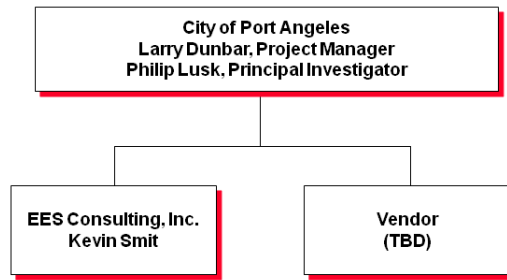 City of Port Angeles
Larry Dunbar, Project Manager
Philip Lusk, Principal Investigator
EES Consulting, Inc.
Kevin Smit
Vendor
(TBD)